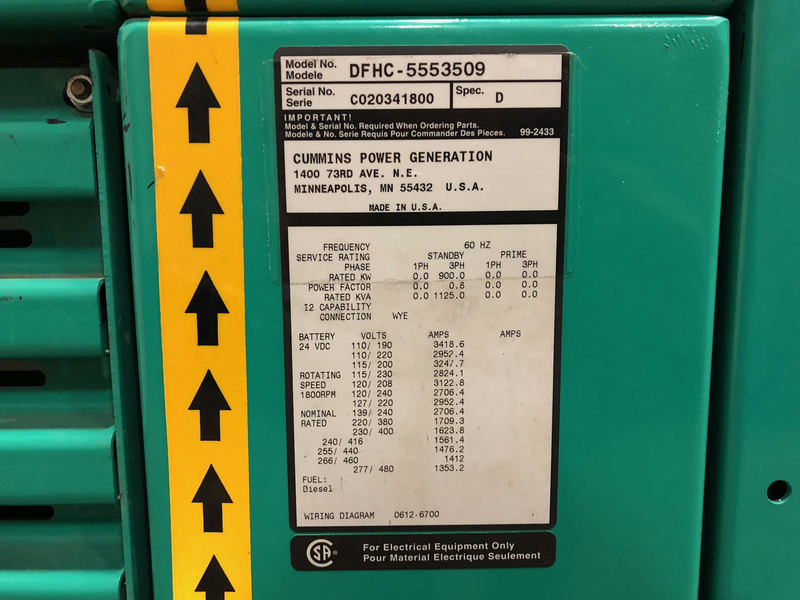 Model No. DFHC-5553509
Modele
Serial No. C020341800 Spec. D
Serie
IMPORTANT!
Model & Serial No. Required When Ordering Parts.
Modele & No. Serie Requis Pour Commander Des Pieces. 99-2433
CUMMINS POWER GENERATION
1400 73RD AVE. N.E.
MINNEAPOLIS, MN 55432 U.S.A.
MADE IN U.S.A.
FREQUENCY 60 HZ
SERVICE RATING STANDBY PRIME
PHASE 1PH 3PH 1PH 3PH
RATED KW 0.0 900.0 0.0 0.0
POWER FACTOR 0.0 0.8 0.0 0.0
RATED KVA 0.0 1125.0 0.0 0.0
I2 CAPABILITY
CONNECTION WYE
BATTERY VOLTS AMPS AMPS
24 VDC 110/ 190 3418.6
110/ 220 2952.4
115/ 200 3247.7
ROTATING 115/ 230 2824.1
SPEED 120/ 208 3122.8
1800RPM 120/ 240 2706.4
127/ 220 2952.4
NOMINAL 139/ 240 2706.4
RATED 220/ 380 1709.3
230/ 400 1623.8
240/ 416 1561.4
255/ 440 1476.2
266/ 460 1412
277/ 480 1353.2
FUEL:
Diesel
WIRING DIAGRAM 0612-6700
CSA ®
For Electrical Equipment Only
Pour Material Electrique Seulement